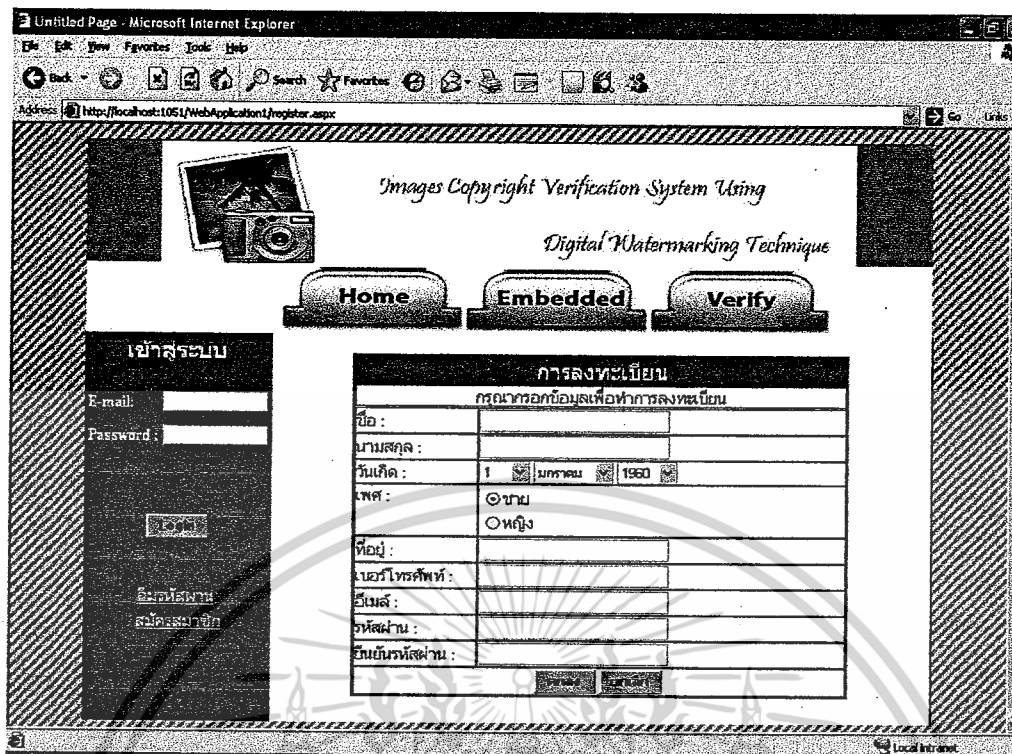 Untitled Page - Microsoft Internet Explorer
File Edit View Favorites Tools Help
Back Search Favorites
Address http://localhost:1051/WebApplication1/register.aspx Go Links
Images Copyright Verification System Using
Digital Watermarking Technique
Home Embedded Verify
เข้าสู่ระบบ
E-mail:
Password :
Login
ลืมรหัสผ่าน
สมัครสมาชิก
การลงทะเบียน
กรุณากรอกข้อมูลเพื่อทำการลงทะเบียน
ชื่อ :
นามสกุล :
วันเกิด : 1 มกราคม 1960
เพศ : ชาย
หญิง
ที่อยู่ :
เบอร์โทรศัพท์ :
อีเมล์ :
รหัสผ่าน :
ยืนยันรหัสผ่าน :
Local intranet